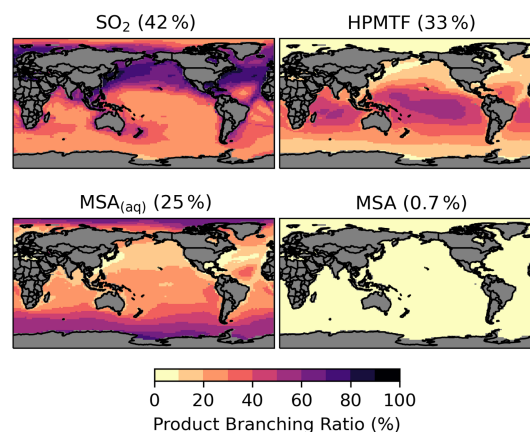 SO₂ (42 %)
HPMTF (33 %)
MSA₍aq₎ (25 %)
MSA (0.7 %)
0 20 40 60 80 100
Product Branching Ratio (%)